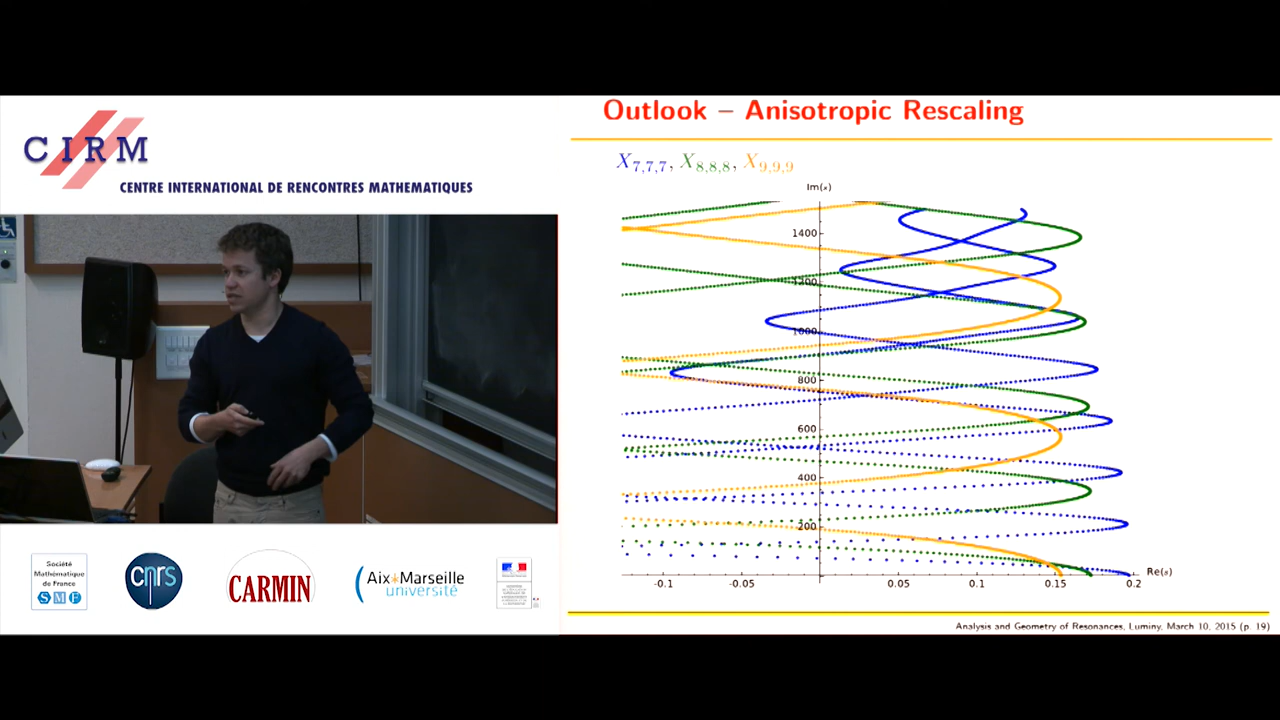 CIRM
CENTRE INTERNATIONAL DE RENCONTRES MATHEMATIQUES
Outlook – Anisotropic Rescaling
X7,7,7, X8,8,8, X9,9,9
Im(s)
1400
1200
1000
800
600
400
200
-0.1 -0.05 0.05 0.1 0.15 0.2 Re(s)
Société
Mathématique
de France
SMF
cnrs
CARMIN
Aix*Marseille
université
Analysis and Geometry of Resonances, Luminy, March 10, 2015 (p. 19)